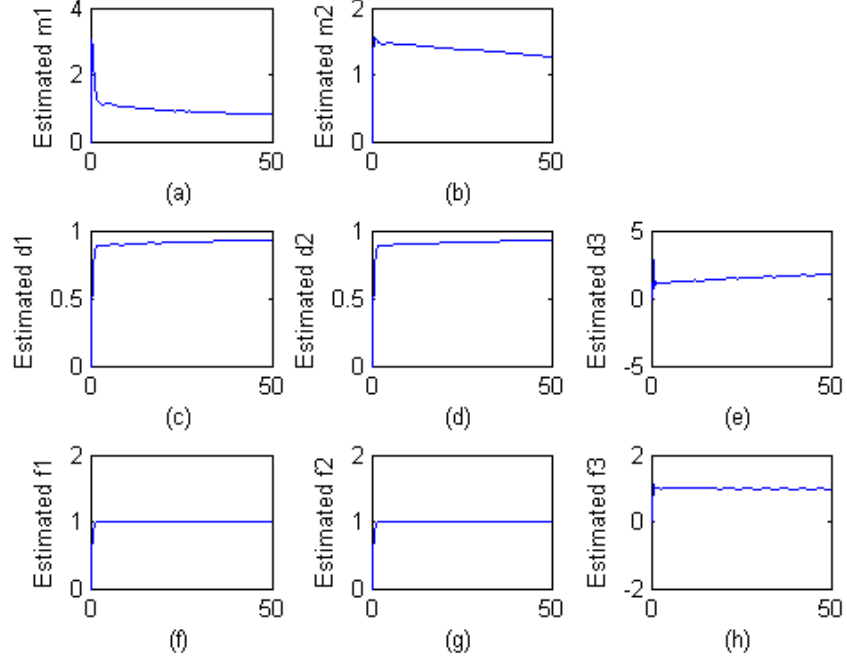 Estimated m1
4
2
0
0
50
(a)
Estimated m2
2
1
0
0
50
(b)
Estimated d1
1
0.5
0
0
50
(c)
Estimated d2
1
0.5
0
0
50
(d)
Estimated d3
5
0
-5
0
50
(e)
Estimated f1
2
1
0
0
50
(f)
Estimated f2
2
1
0
0
50
(g)
Estimated f3
2
0
-2
0
50
(h)